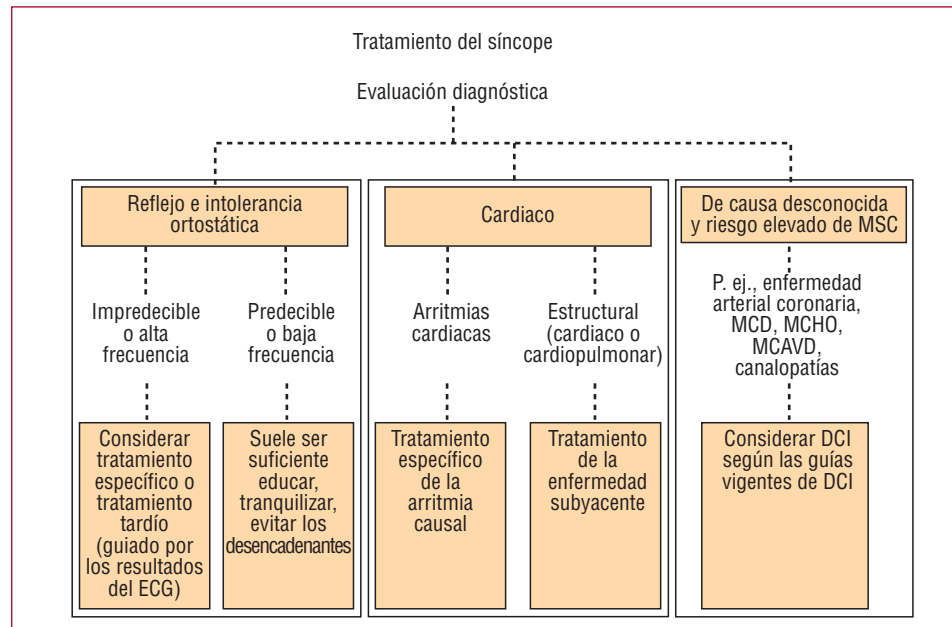 Tratamiento del síncope
Evaluación diagnóstica
Reflejo e intolerancia
ortostática
Cardiaco
De causa desconocida
y riesgo elevado de MSC
Impredecible
o alta
frecuencia
Predecible
o baja
frecuencia
Arritmias
cardiacas
Estructural
(cardiaco o
cardiopulmonar)
P. ej., enfermedad
arterial coronaria,
MCD, MCHO,
MCAVD,
canalopatías
Considerar
tratamiento
específico o
tratamiento
tardío
(guiado por
los resultados
del ECG)
Suele ser
suficiente
educar,
tranquilizar,
evitar los
desencadenantes
Tratamiento
específico
de la
arritmia
causal
Tratamiento
de la
enfermedad
subyacente
Considerar DCI
según las guías
vigentes de DCI